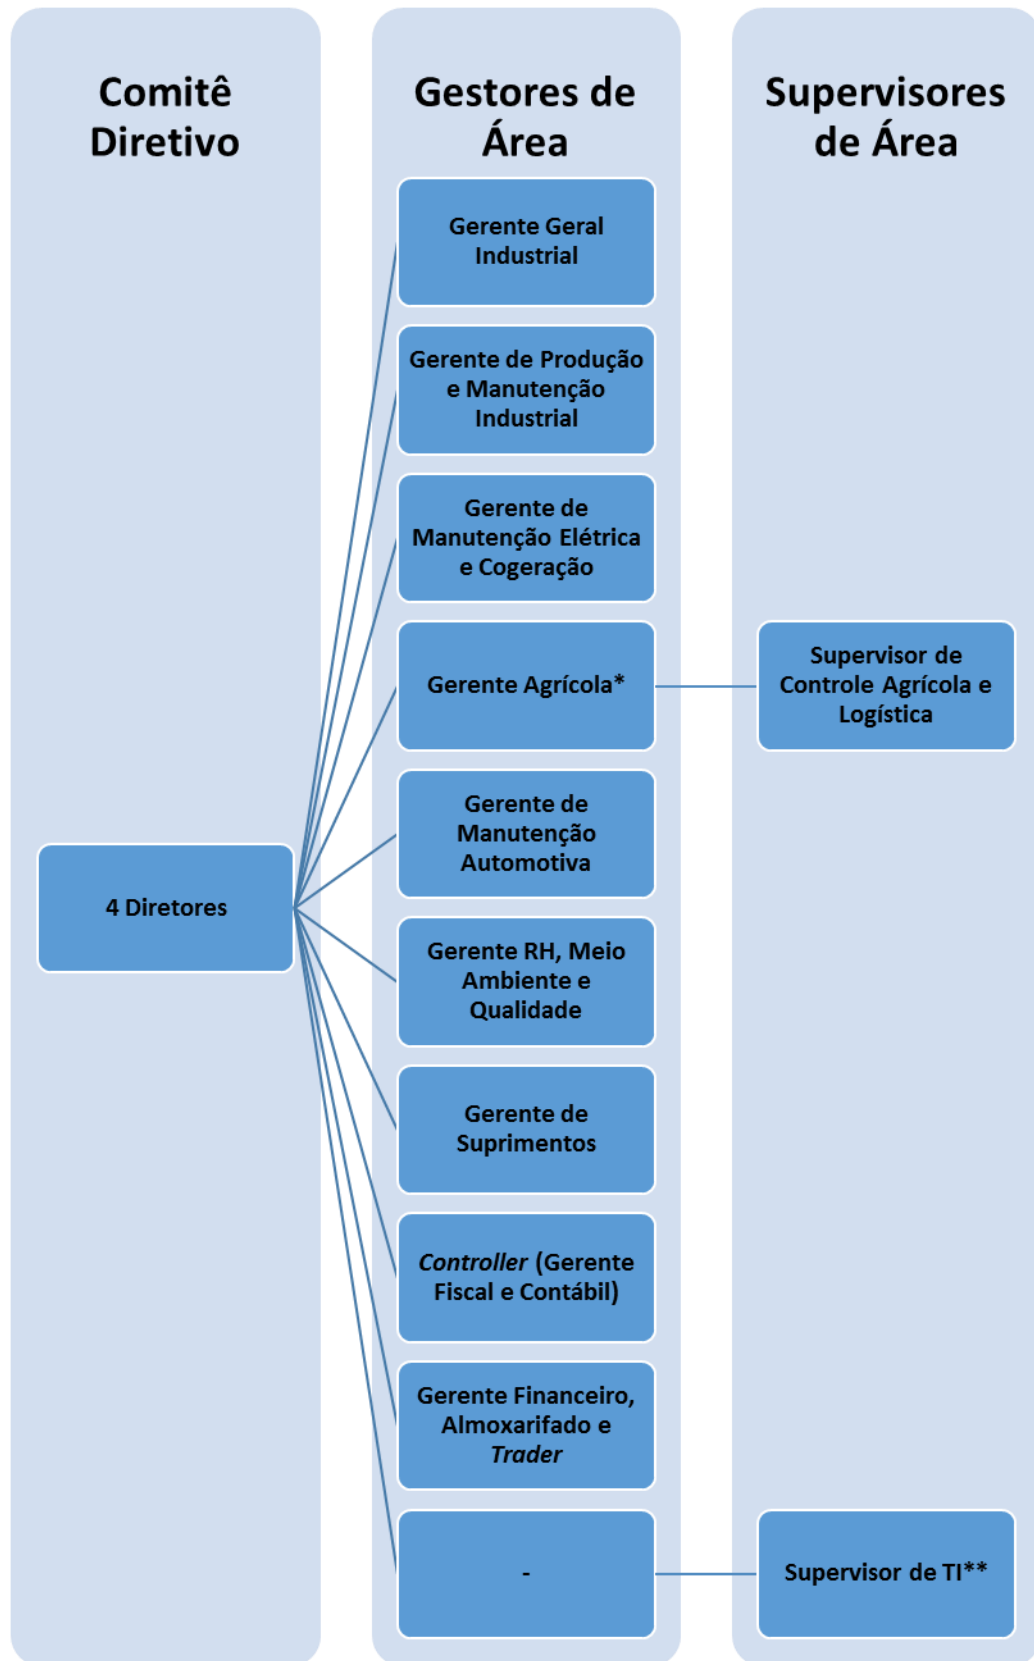 Comitê
Diretivo
Gestores de
Área
Supervisores
de Área
Gerente Geral
Industrial
Gerente de Produção
e Manutenção
Industrial
Gerente de
Manutenção Elétrica
e Cogeração
Gerente Agrícola*
Supervisor de
Controle Agrícola e
Logística
Gerente de
Manutenção
Automotiva
4 Diretores
Gerente RH, Meio
Ambiente e
Qualidade
Gerente de
Suprimentos
Controller (Gerente
Fiscal e Contábil)
Gerente Financeiro,
Almoxarifado e
Trader
-
Supervisor de TI**